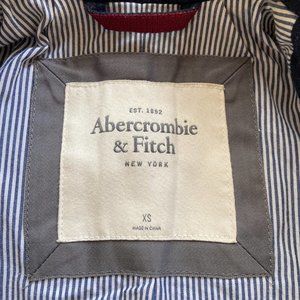 EST. 1892
Abercrombie
& Fitch
NEW YORK
XS
MADE IN CHINA